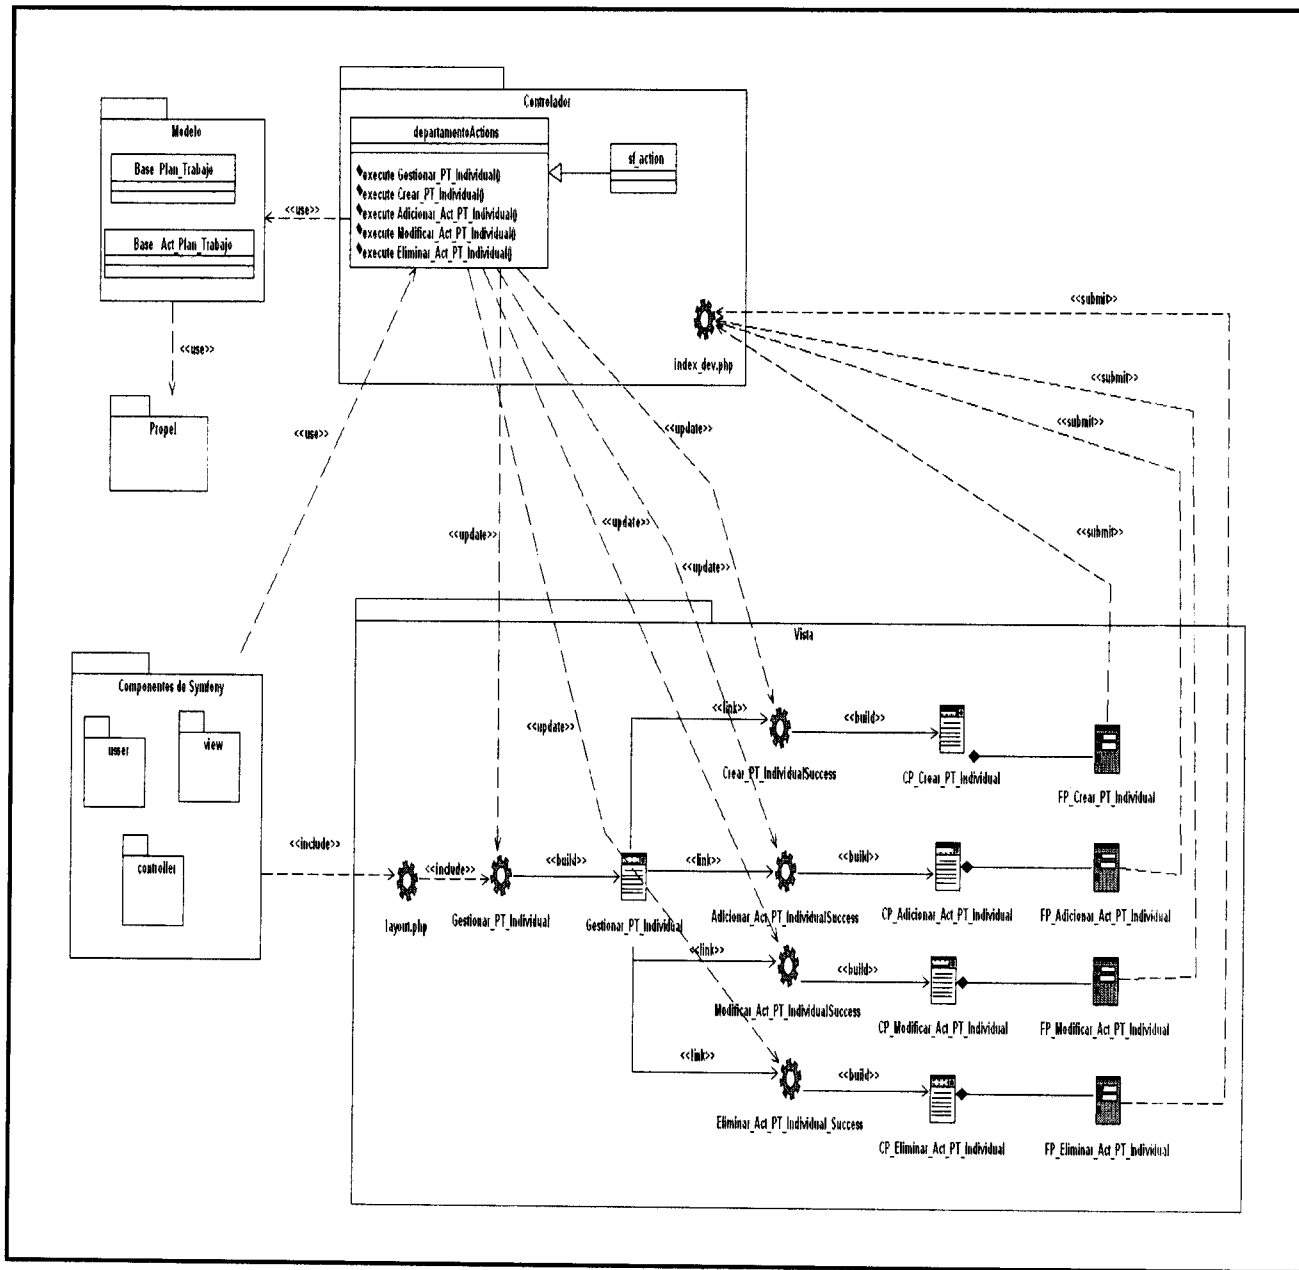 Controlador
Modelo
departamentoActions
sf_action
Base_Plan_Trabajo
execute Gestionar_PT_Individual()
execute Crear_PT_Individual()
<<use>>
execute Adicionar_Act_PT_Individual()
execute Modificar_Act_PT_Individual()
Base_Act_Plan_Trabajo
execute Eliminar_Act_PT_Individual()
<<submit>>
<<use>>
index_dev.php
<<submit>>
Propel
<<use>>
<<update>>
<<submit>>
<<update>>
<<update>>
<<submit>>
<<update>>
Vista
Componentes de Symfony
<<link>>
<<build>>
<<update>>
usser
view
Crear_PT_IndividualSuccess
CP_Crear_PT_Individual
FP_Crear_PT_Individual
<<include>>
<<include>>
<<build>>
<<link>>
<<build>>
controller
layout.php
Gestionar_PT_Individual
Gestionar_PT_Individual
Adicionar_Act_PT_IndividualSuccess
CP_Adicionar_Act_PT_Individual
FP_Adicionar_Act_PT_Individual
<<link>>
<<build>>
Modificar_Act_PT_IndividualSuccess
CP_Modificar_Act_PT_Individual
FP_Modificar_Act_PT_Individual
<<link>>
<<build>>
Eliminar_Act_PT_Individual_Success
CP_Eliminar_Act_PT_Individual
FP_Eliminar_Act_PT_Individual